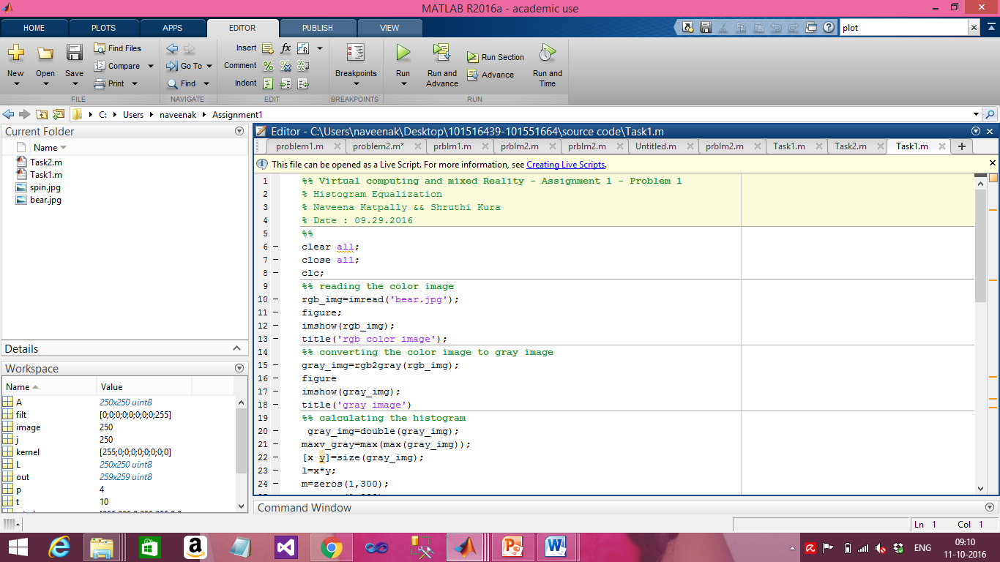 MATLAB R2016a - academic use
HOME PLOTS APPS EDITOR PUBLISH VIEW plot
New Open Save Find Files Compare Print
Go To Find
Insert fx Comment Indent
Breakpoints
Run Run and Advance Run Section Advance Run and Time
FILE NAVIGATE EDIT BREAKPOINTS RUN
C: Users naveenak Assignment1
Current Folder
Name
Task2.m
Task1.m
spin.jpg
bear.jpg
Details
Workspace
Name Value
A 250x250 uint8
filt [0;0;0;0;0;0;0;0;255]
image 250
j 250
kernel [255;0;0;0;0;0;0;0;0]
L 250x250 uint8
out 259x259 uint8
p 4
t 10
Editor - C:\Users\naveenak\Desktop\101516439-101551664\source code\Task1.m
problem1.m problem2.m* prblm1.m prblm2.m prblm2.m Untitled.m prblm2.m Task1.m Task2.m Task1.m
This file can be opened as a Live Script. For more information, see Creating Live Scripts.
1 %% Virtual computing and mixed Reality - Assignment 1 - Problem 1
2 % Histogram Equalization
3 % Naveena Katpally && Shruthi Kura
4 % Date : 09.29.2016
5 %%
6 clear all;
7 close all;
8 clc;
9 %% reading the color image
10 rgb_img=imread('bear.jpg');
11 figure;
12 imshow(rgb_img);
13 title('rgb color image');
14 %% converting the color image to gray image
15 gray_img=rgb2gray(rgb_img);
16 figure
17 imshow(gray_img);
18 title('gray image')
19 %% calculating the histogram
20 gray_img=double(gray_img);
21 maxv_gray=max(max(gray_img));
22 [x y]=size(gray_img);
23 l=x*y;
24 m=zeros(1,300);
Command Window
Ln 1 Col 1
ENG
09:10
11-10-2016